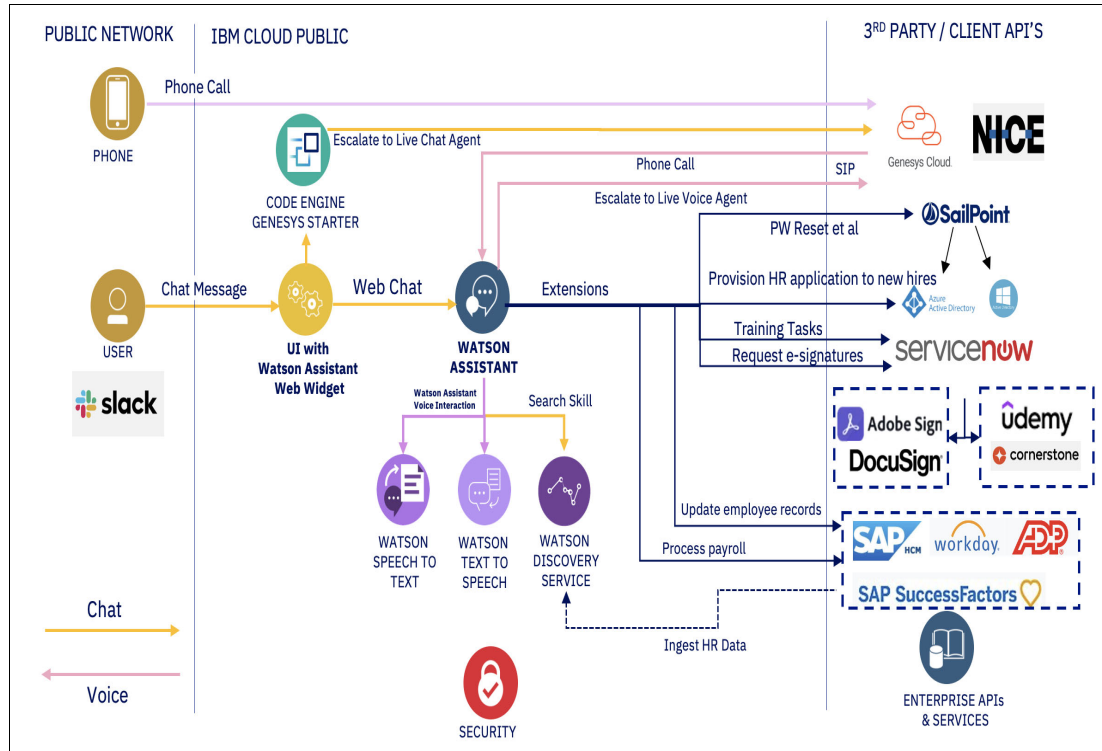 PUBLIC NETWORK
IBM CLOUD PUBLIC
3RD PARTY / CLIENT API'S
Phone Call
PHONE
Escalate to Live Chat Agent
CODE ENGINE
GENESYS STARTER
Genesys Cloud.
NICE
Phone Call
SIP
Escalate to Live Voice Agent
SailPoint
PW Reset et al
Chat Message
Web Chat
Extensions
Provision HR application to new hires
Azure
Active Directory
USER
slack
UI with
Watson Assistant
Web Widget
WATSON
ASSISTANT
Training Tasks
Request e-signatures
servicenow
Watson Assistant
Voice Interaction
Search Skill
Adobe Sign
DocuSign
udemy
cornerstone
WATSON
SPEECH TO
TEXT
WATSON
TEXT TO
SPEECH
WATSON
DISCOVERY
SERVICE
Update employee records
Process payroll
SAP HCM
workday.
ADP
SAP SuccessFactors
Ingest HR Data
Chat
Voice
SECURITY
ENTERPRISE APIs
& SERVICES